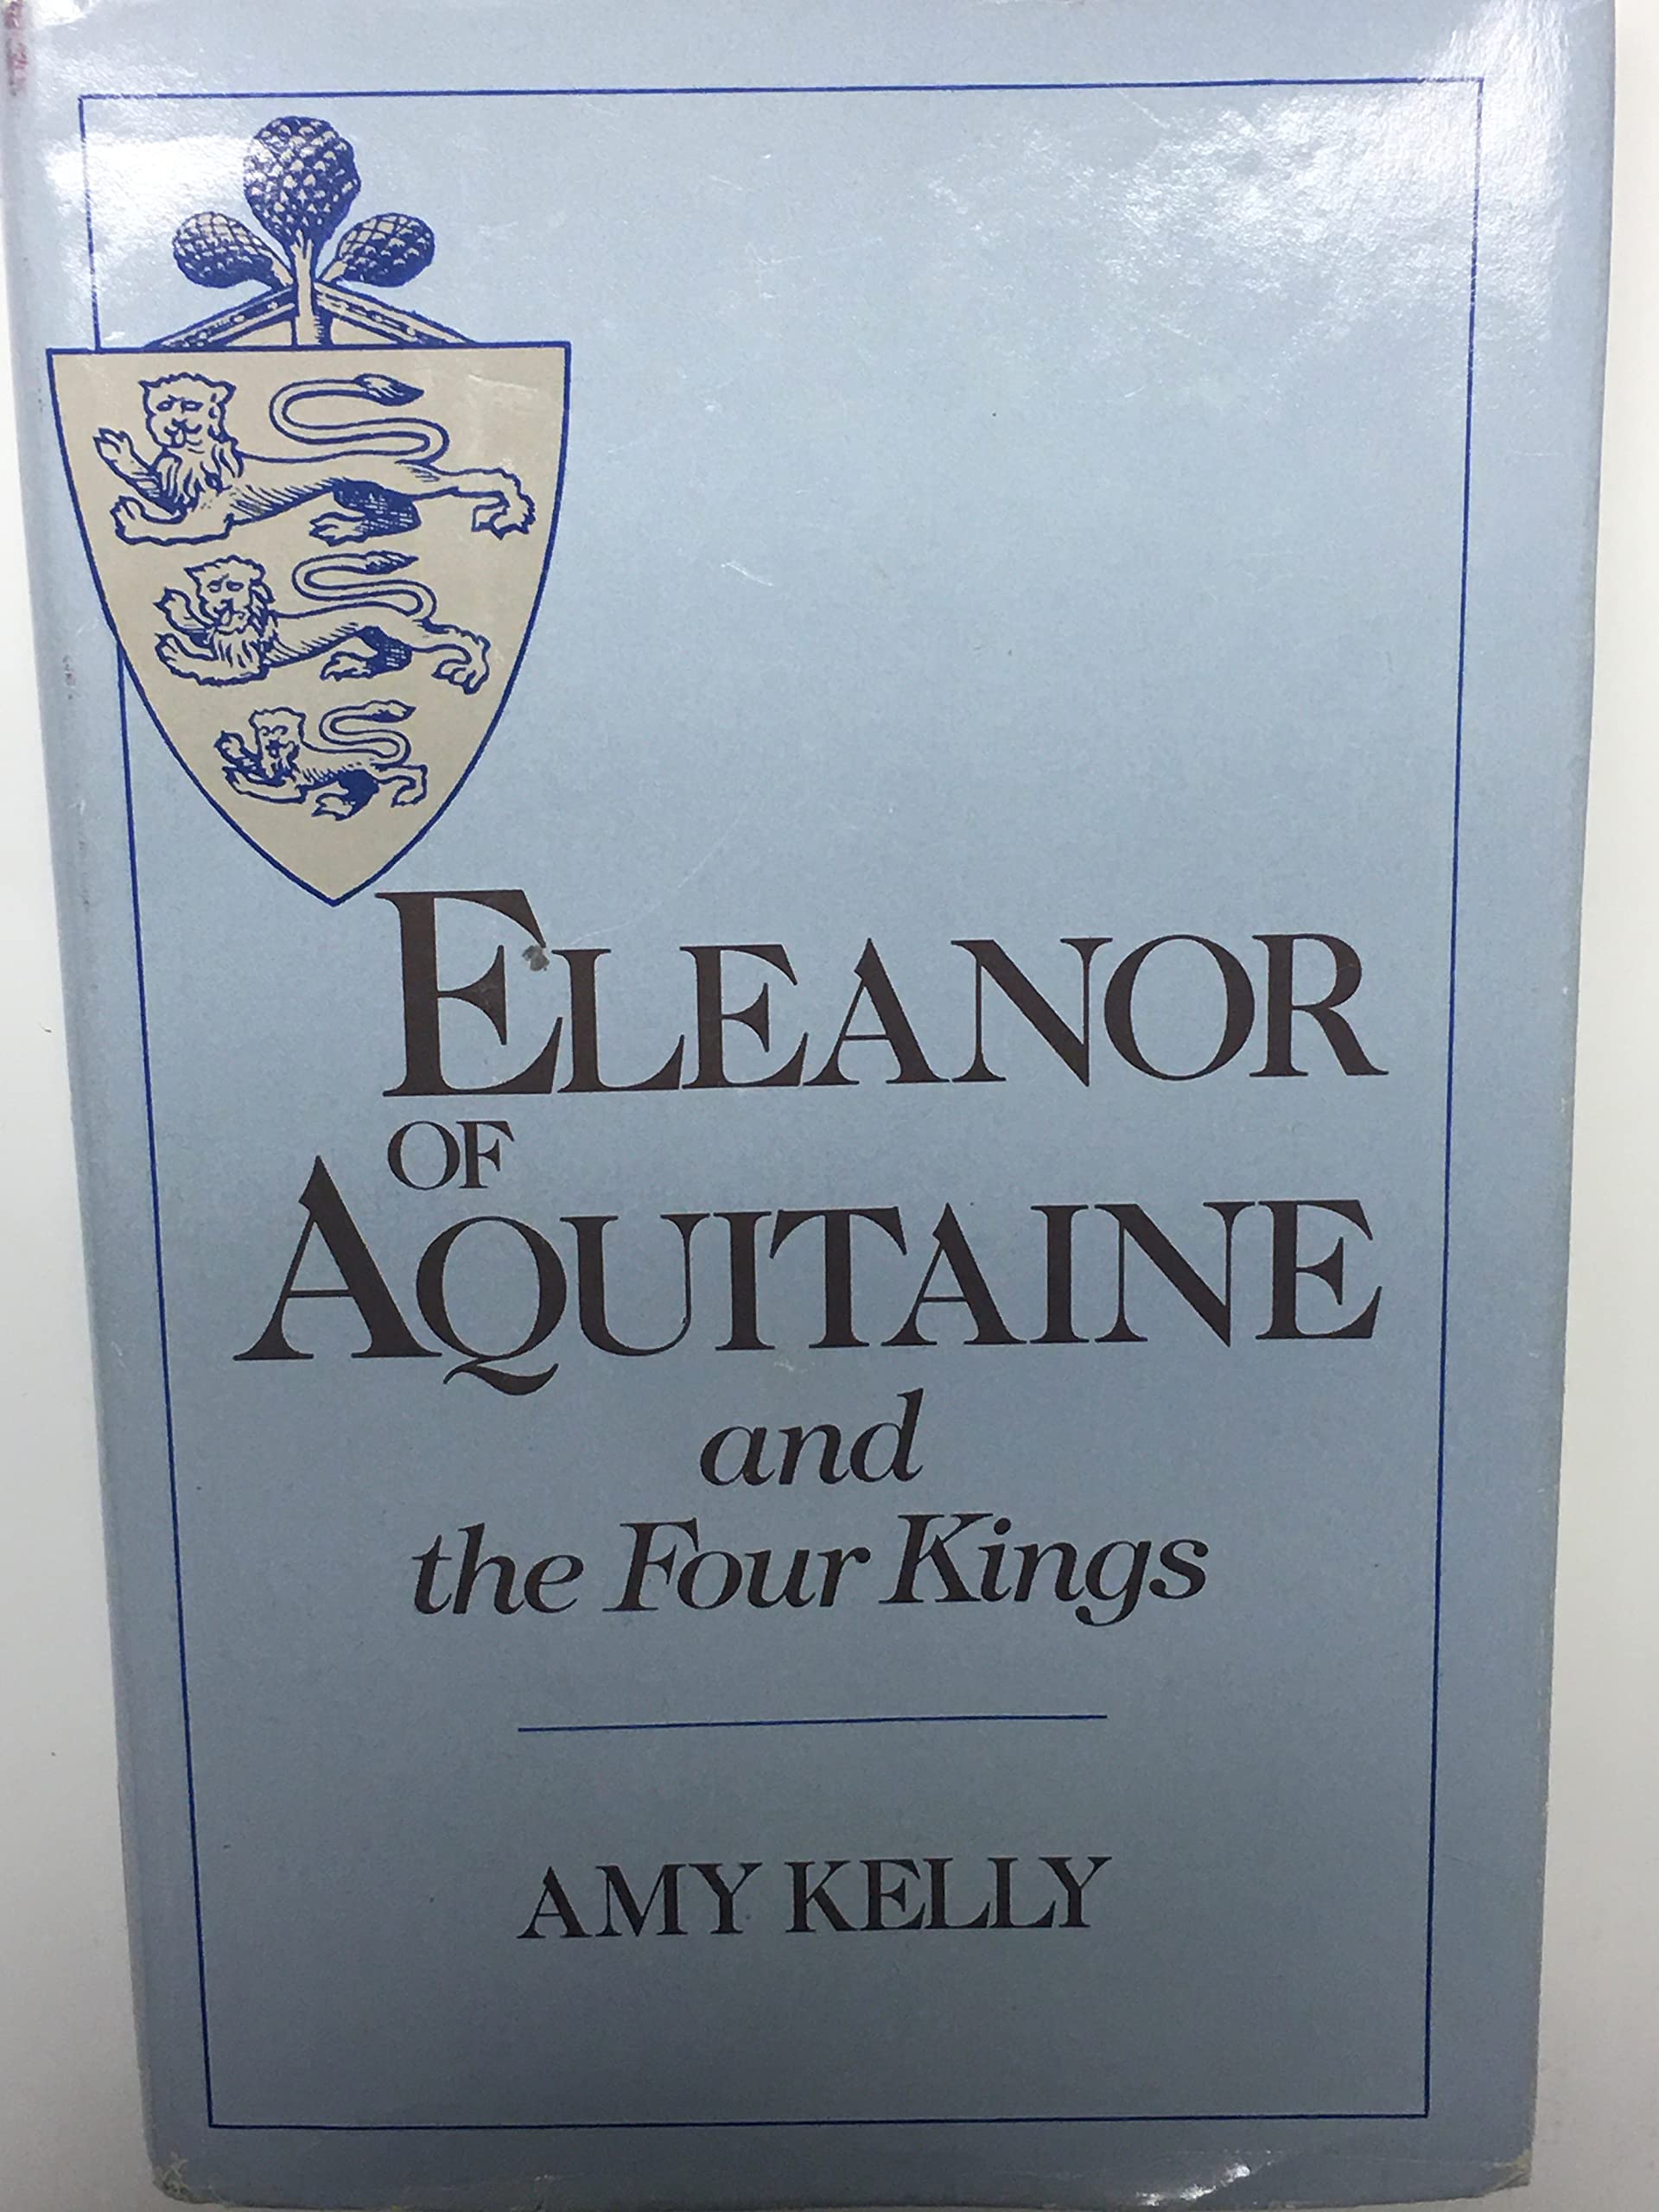 ELEANOR
OF
AQUITAINE
and
the Four Kings
AMY KELLY